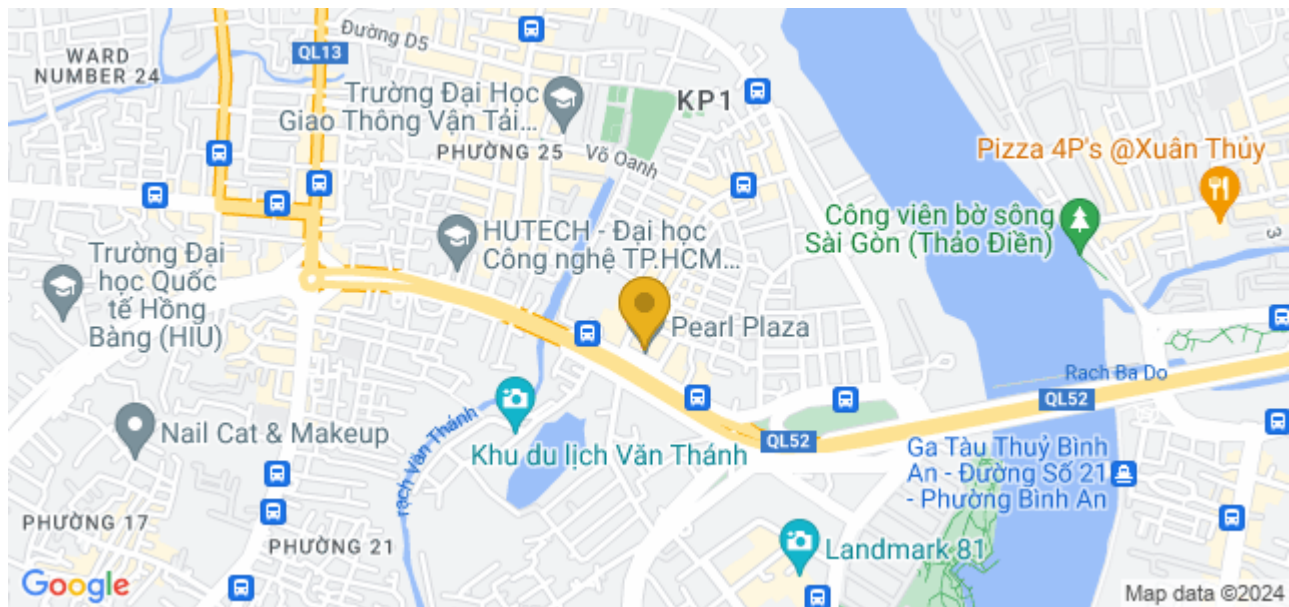 Đường D5
QL13
WARD
NUMBER 24
Trường Đại Học
Giao Thông Vận Tải...
KP1
PHƯỜNG 25
Võ Oanh
Pizza 4P's @Xuân Thủy
Công viên bờ sông
Sài Gòn (Thảo Điền)
3
HUTECH - Đại học
Công nghệ TP.HCM...
Trường Đại
học Quốc
tế Hồng
Bàng (HIU)
Pearl Plaza
Rach Ba Do
QL52
Nail Cat & Makeup
rạch Văn Thánh
Khu du lịch Văn Thánh
QL52
Ga Tàu Thuỷ Bình
An - Đường Số 21
- Phường Bình An
PHƯỜNG 17
PHƯỜNG 21
Landmark 81
Google
Map data ©2024